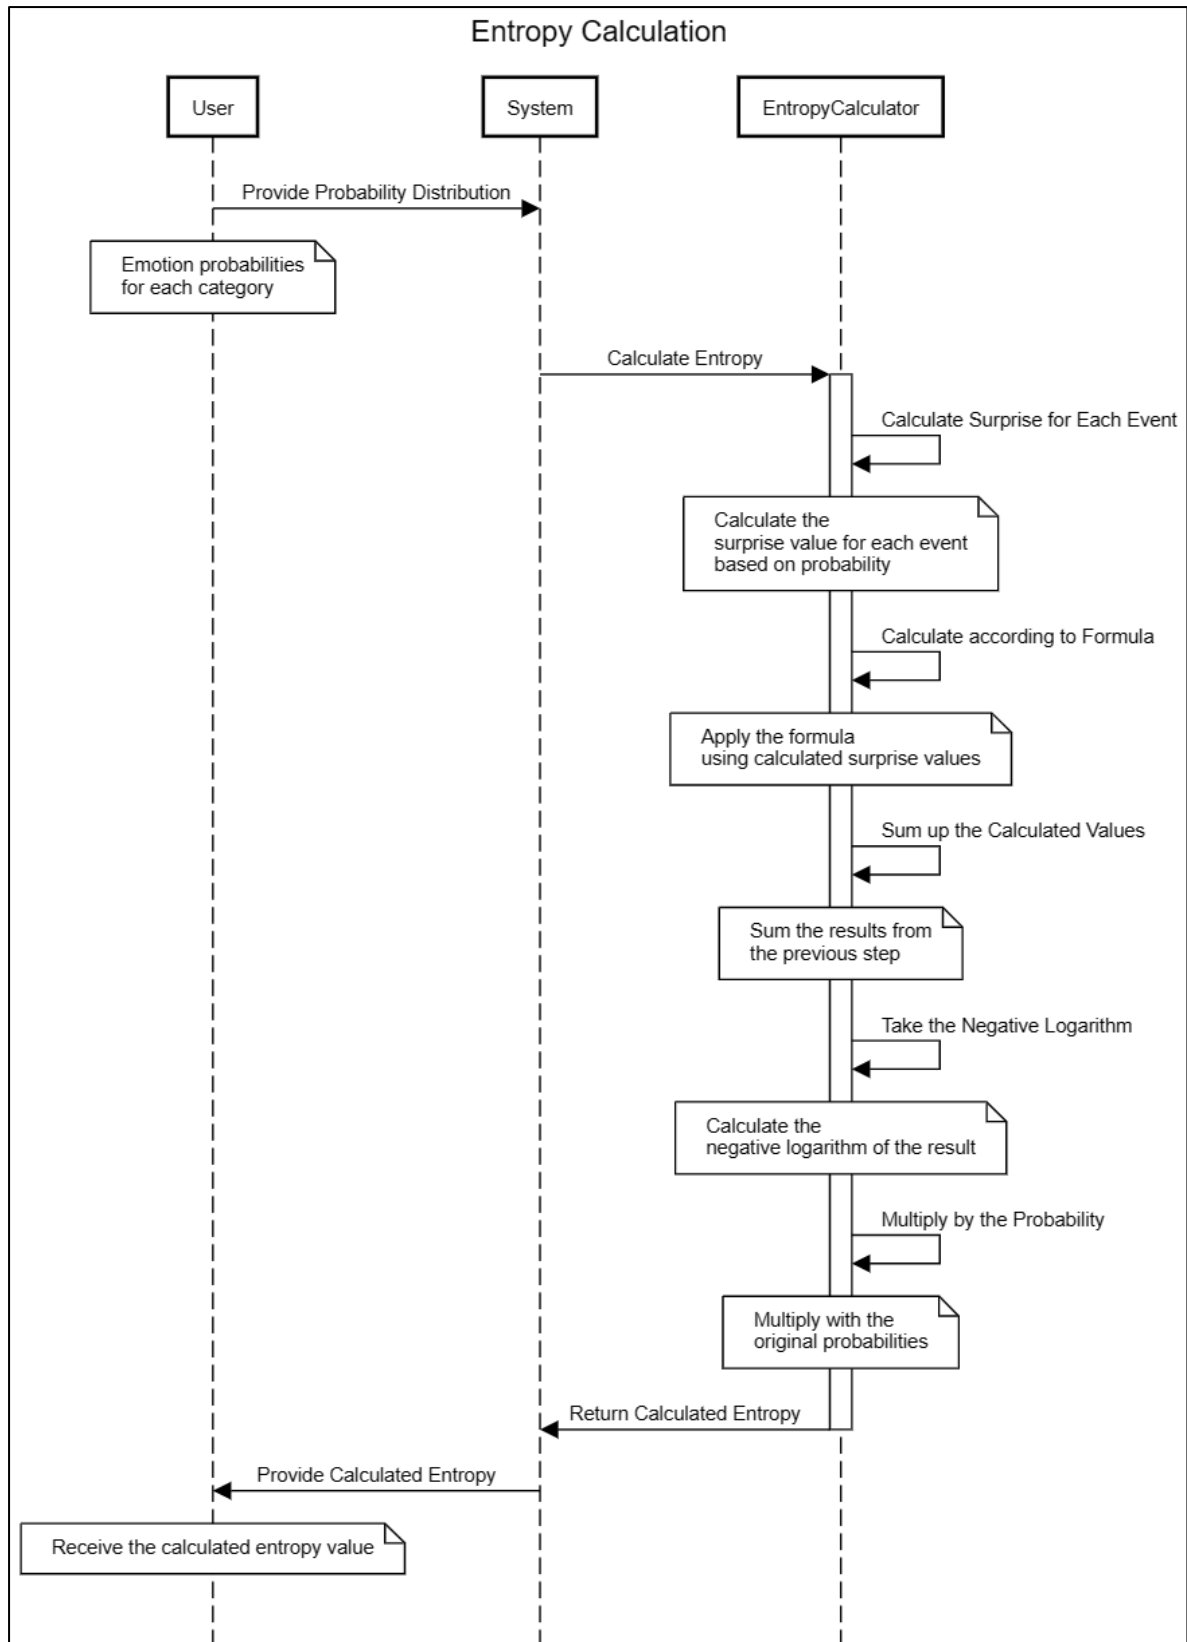 Entropy Calculation
User
System
EntropyCalculator
Provide Probability Distribution
Emotion probabilities
for each category
Calculate Entropy
Calculate Surprise for Each Event
Calculate the
surprise value for each event
based on probability
Calculate according to Formula
Apply the formula
using calculated surprise values
Sum up the Calculated Values
Sum the results from
the previous step
Take the Negative Logarithm
Calculate the
negative logarithm of the result
Multiply by the Probability
Multiply with the
original probabilities
Return Calculated Entropy
Provide Calculated Entropy
Receive the calculated entropy value